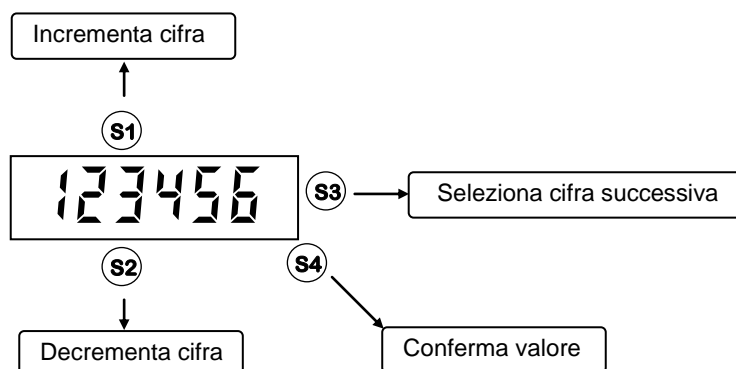 Incrementa cifra
S1
123456
S3
Seleziona cifra successiva
S2
S4
Decrementa cifra
Conferma valore